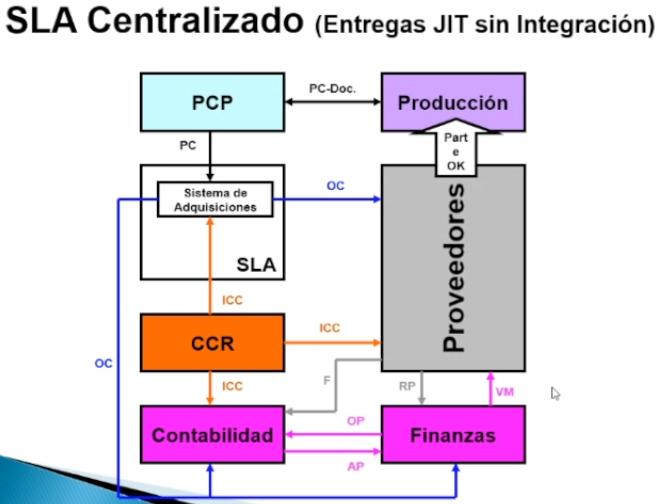 SLA Centralizado (Entregas JIT sin Integración)
PCP
PC-Doc.
Producción
PC
Part
e
OK
Sistema de
Adquisiciones
OC
SLA
Proveedores
ICC
CCR
ICC
OC
ICC
F
RP
VM
Contabilidad
OP
AP
Finanzas